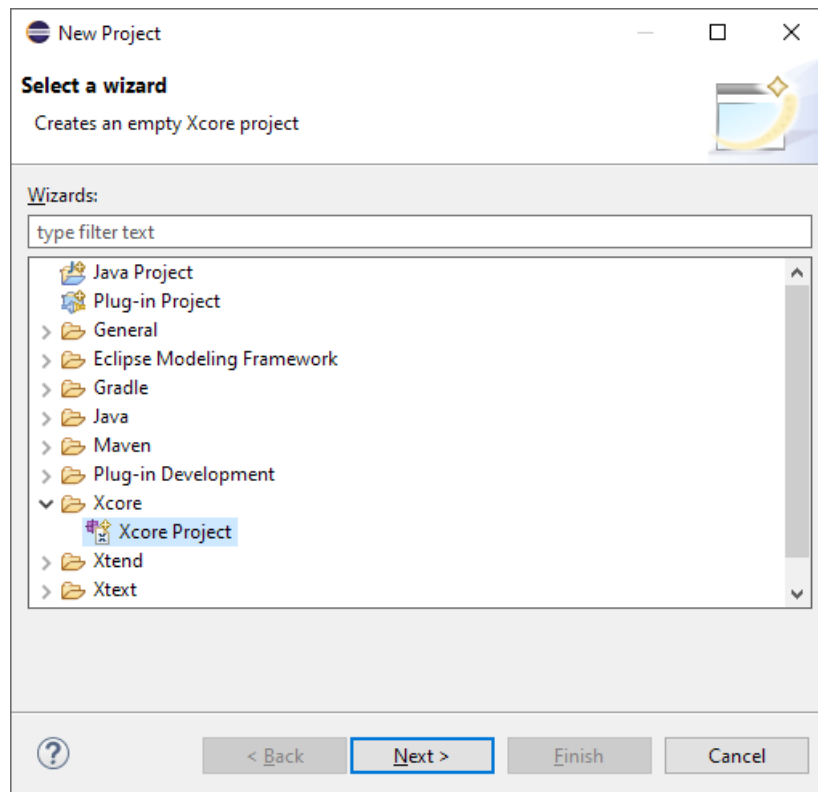 New Project
Select a wizard
Creates an empty Xcore project
Wizards:
type filter text
Java Project
Plug-in Project
General
Eclipse Modeling Framework
Gradle
Java
Maven
Plug-in Development
Xcore
Xcore Project
Xtend
Xtext
? < Back Next > Finish Cancel